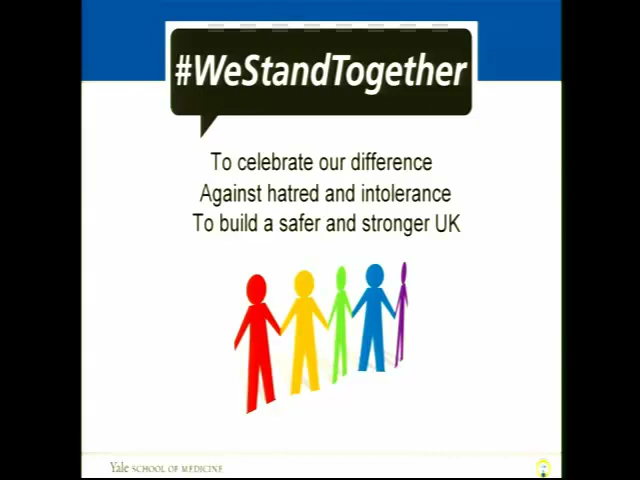 #WeStandTogether
To celebrate our difference
Against hatred and intolerance
To build a safer and stronger UK
Yale SCHOOL OF MEDICINE